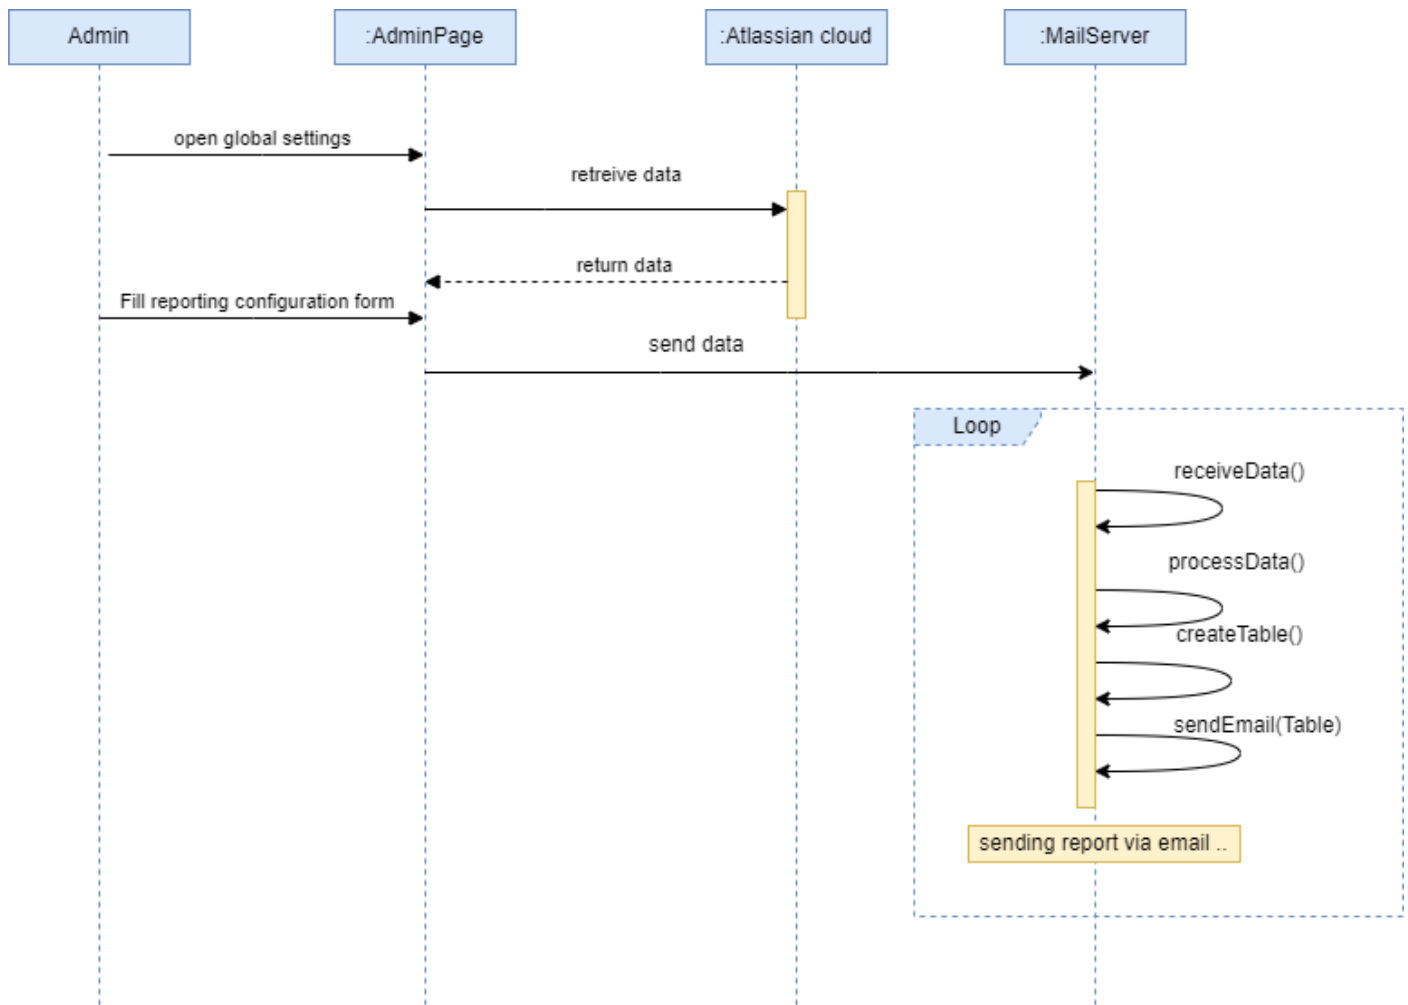 Admin
:AdminPage
:Atlassian cloud
:MailServer
open global settings
retreive data
return data
Fill reporting configuration form
send data
Loop
receiveData()
processData()
createTable()
sendEmail(Table)
sending report via email ..